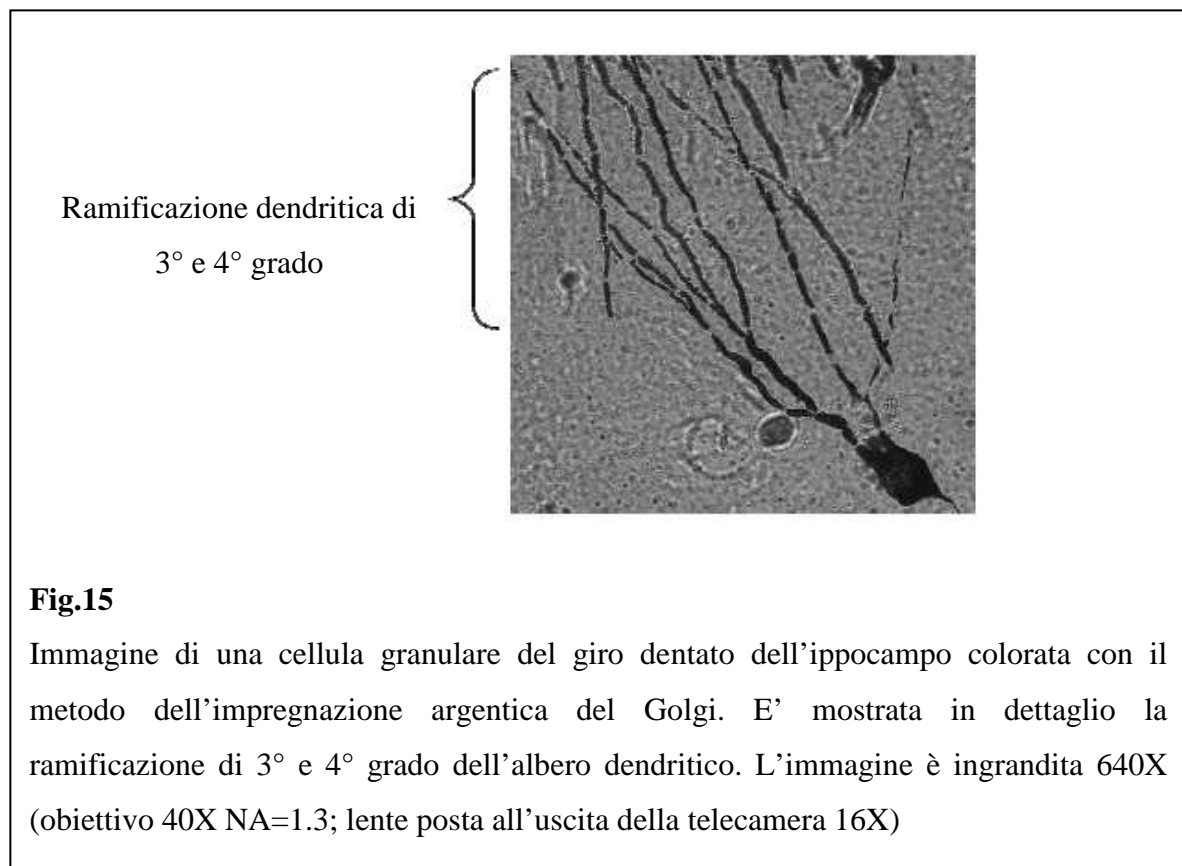 Ramificazione dendritica di
3° e 4° grado
Fig.15
Immagine di una cellula granulare del giro dentato dell’ippocampo colorata con il
metodo dell’impregnazione argentica del Golgi. E’ mostrata in dettaglio la
ramificazione di 3° e 4° grado dell’albero dendritico. L’immagine è ingrandita 640X
(obiettivo 40X NA=1.3; lente posta all’uscita della telecamera 16X)